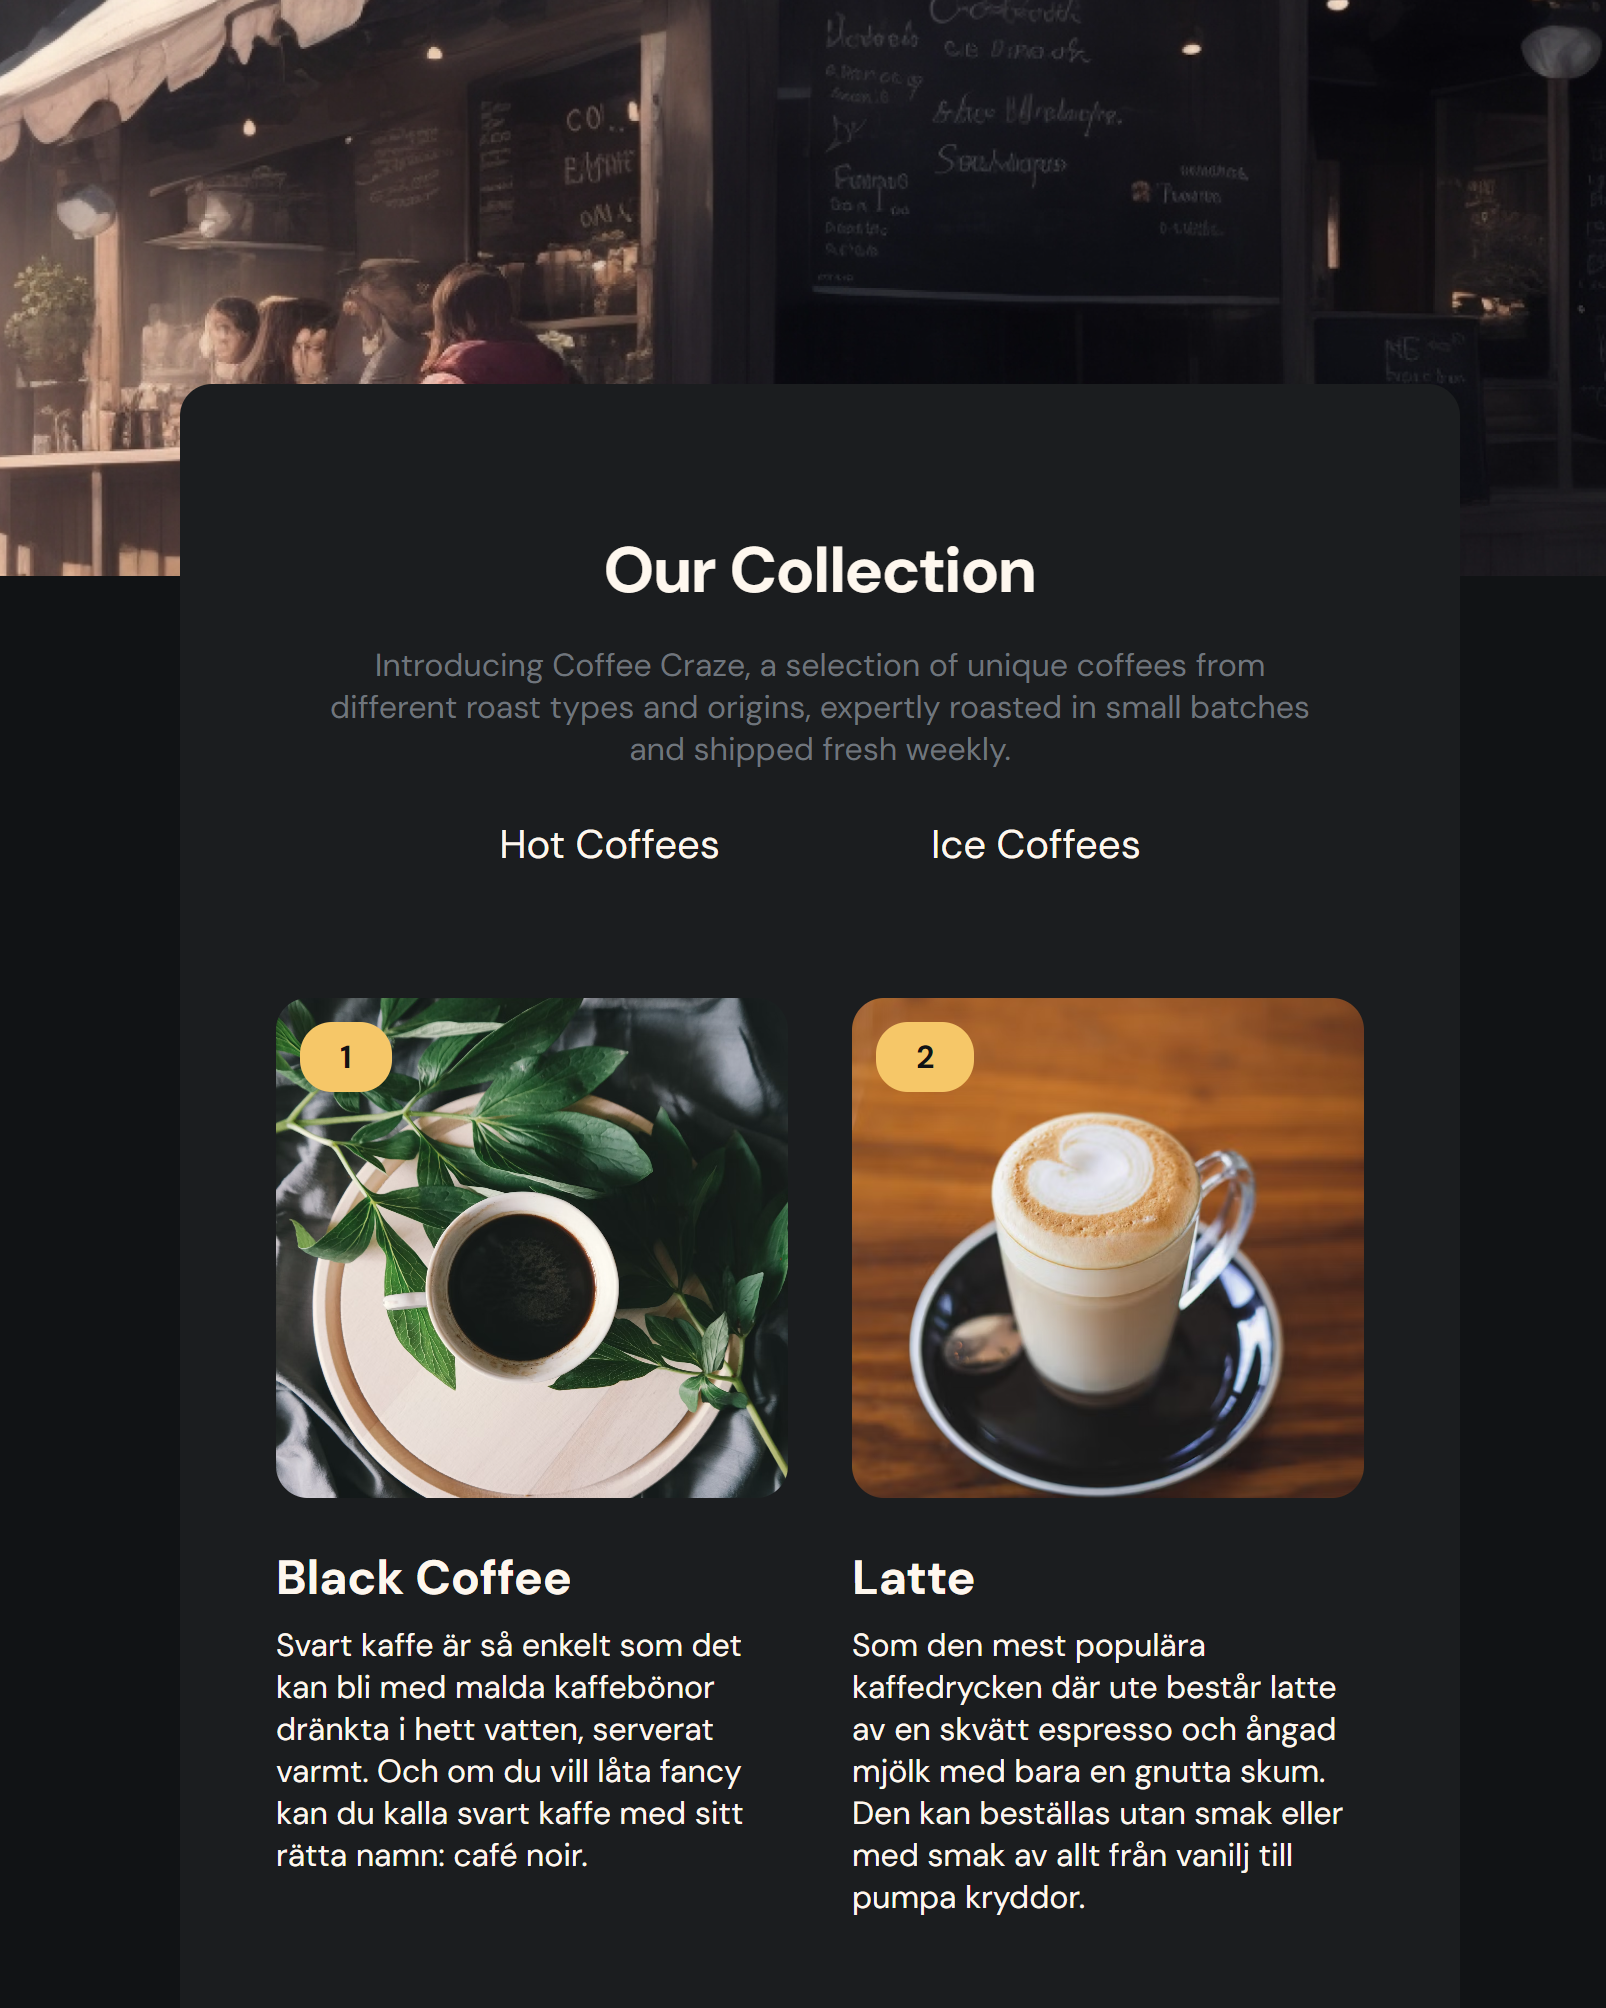 Our Collection
Introducing Coffee Craze, a selection of unique coffees from
different roast types and origins, expertly roasted in small batches
and shipped fresh weekly.
Hot Coffees
Ice Coffees
1
2
Black Coffee
Svart kaffe är så enkelt som det
kan bli med malda kaffebönor
dränkta i hett vatten, serverat
varmt. Och om du vill låta fancy
kan du kalla svart kaffe med sitt
rätta namn: café noir.
Latte
Som den mest populära
kaffedrycken där ute består latte
av en skvätt espresso och ångad
mjölk med bara en gnutta skum.
Den kan beställas utan smak eller
med smak av allt från vanilj till
pumpa kryddor.